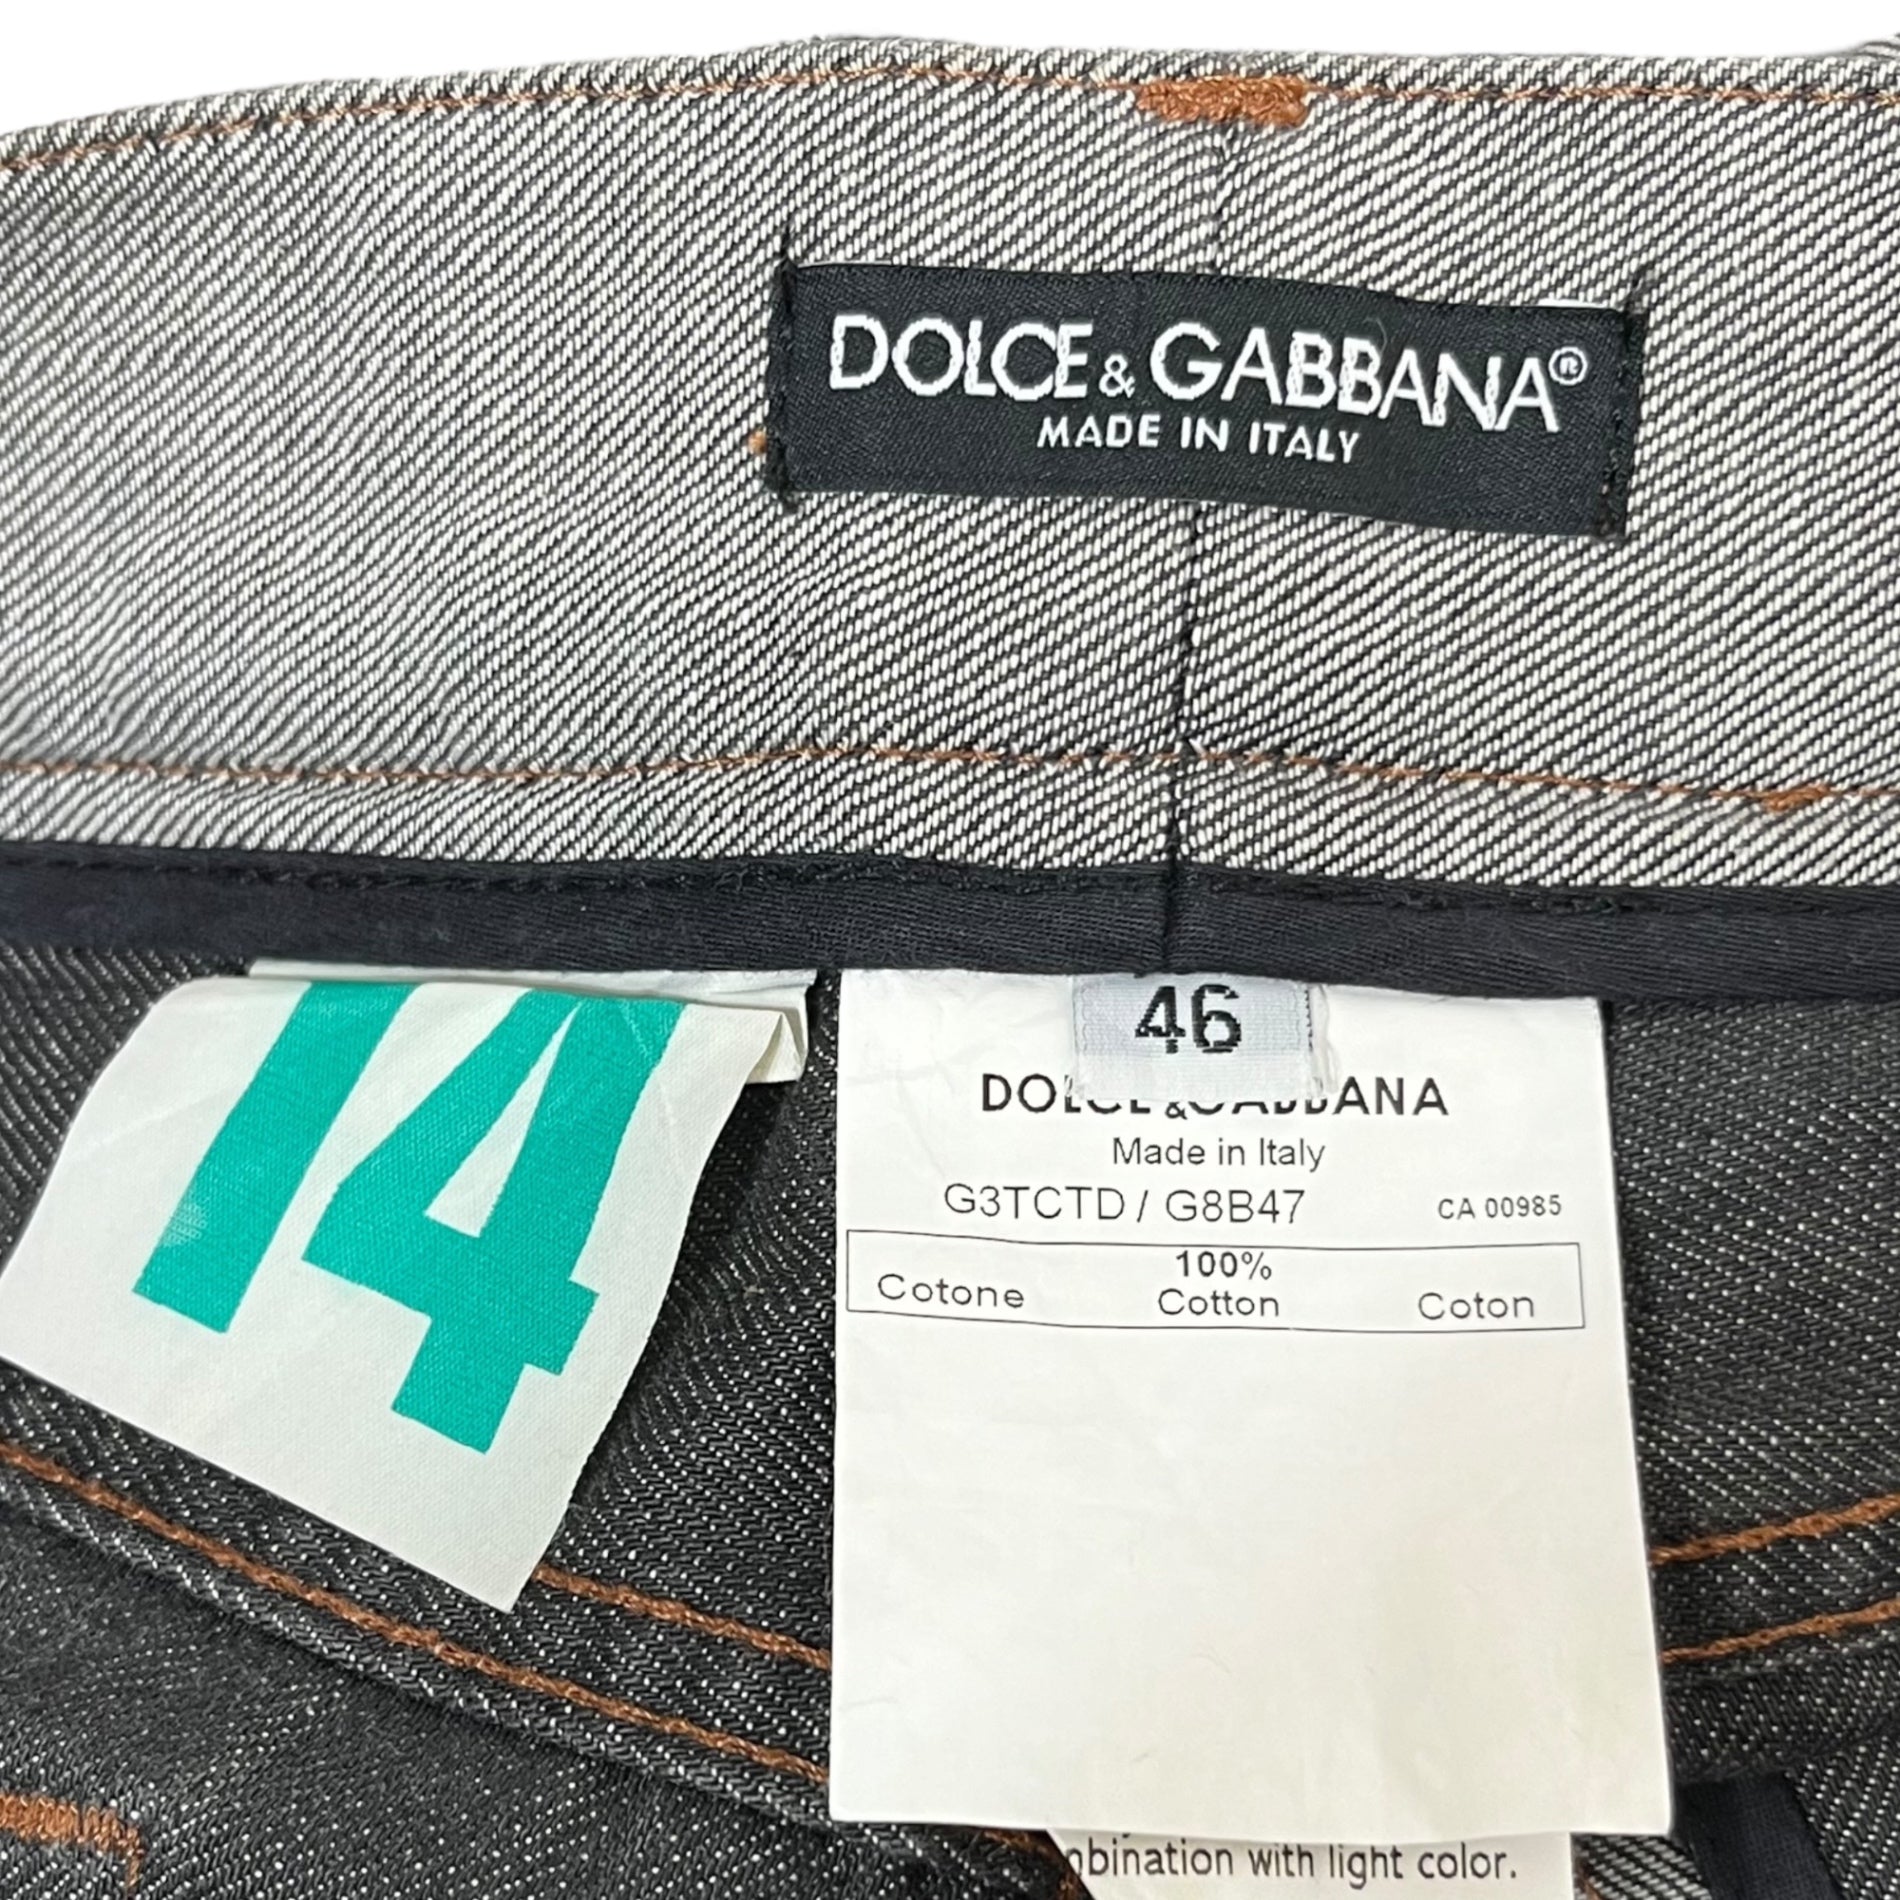 DOLCE & GABBANA®
MADE IN ITALY
14
46
DOLCE & GABBANA
Made in Italy
G3TCTD / G8B47 CA 00985
100%
Cotone Cotton Coton
with light color.